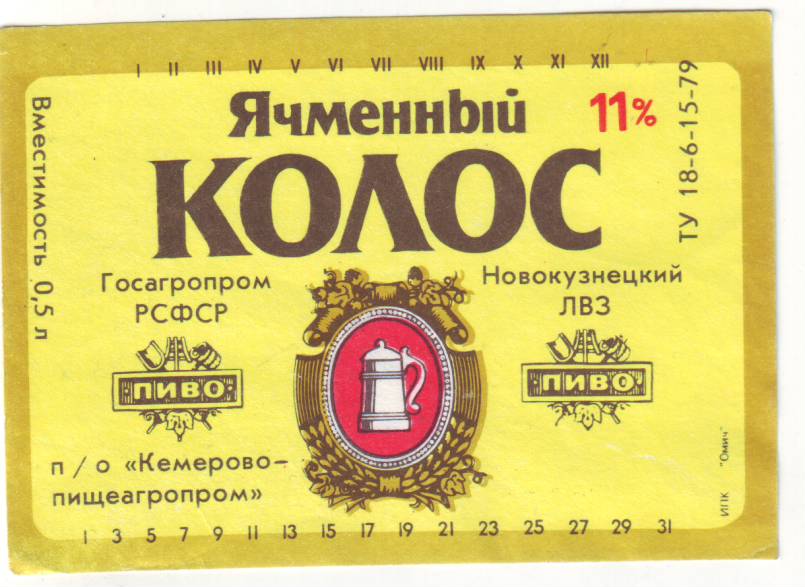 I II III IV V VI VII VIII IX X XI XII
Ячменный
11%
КОЛОС
Вместимость 0,5 л
ТУ 18-6-15-79
Госагропром
РСФСР
Новокузнецкий
ЛВЗ
ПИВО
ПИВО
п/о «Кемерово-
пищеагропром»
ИПК "Омич"
1 3 5 7 9 11 13 15 17 19 21 23 25 27 29 31